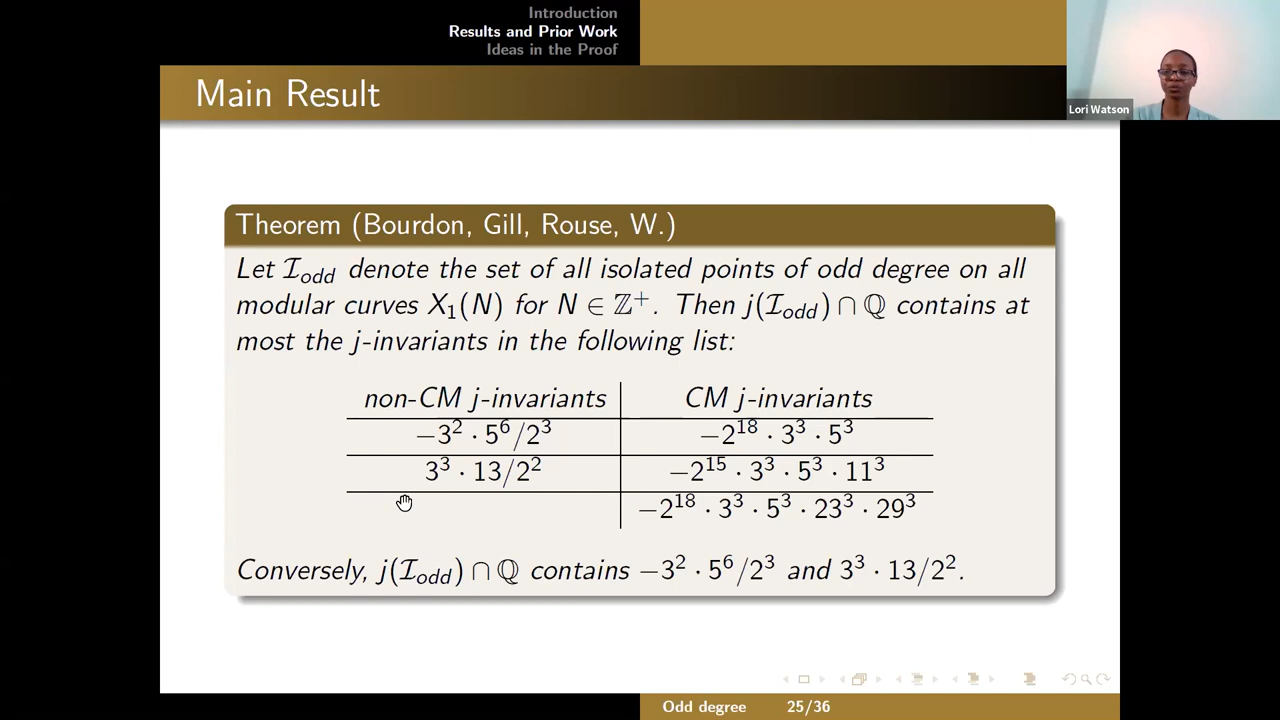 Introduction
Results and Prior Work
Ideas in the Proof
Main Result
Lori Watson
Theorem (Bourdon, Gill, Rouse, W.)
Let 𝓘_odd denote the set of all isolated points of odd degree on all
modular curves X₁(N) for N ∈ ℤ⁺. Then j(𝓘_odd) ∩ ℚ contains at
most the j-invariants in the following list:
non-CM j-invariants | CM j-invariants
−3² · 5⁶/2³ | −2¹⁸ · 3³ · 5³
3³ · 13/2² | −2¹⁵ · 3³ · 5³ · 11³
−2¹⁸ · 3³ · 5³ · 23³ · 29³
Conversely, j(𝓘_odd) ∩ ℚ contains −3² · 5⁶/2³ and 3³ · 13/2².
Odd degree 25/36